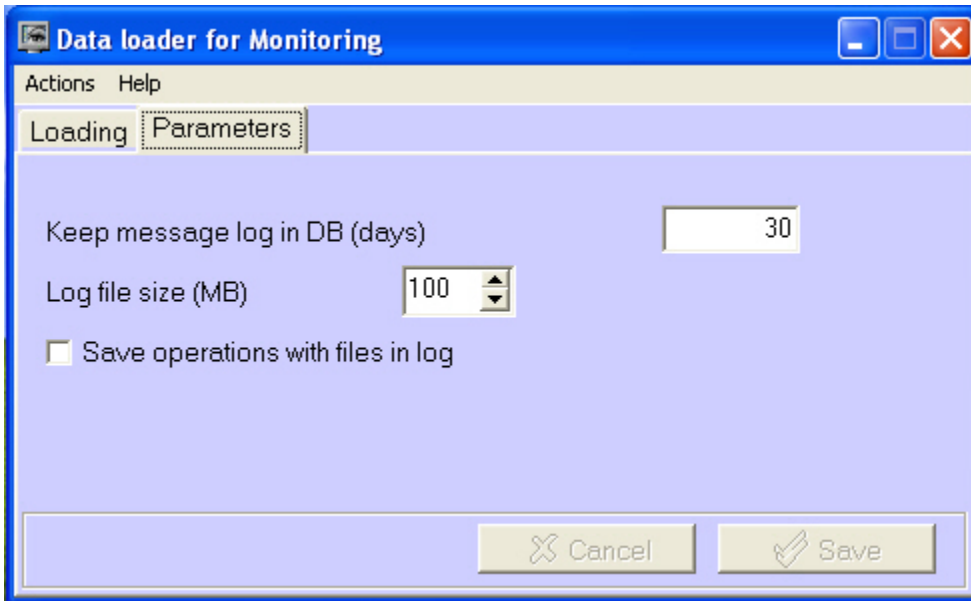 Data loader for Monitoring
Actions Help
Loading Parameters
Keep message log in DB (days) 30
Log file size (MB) 100
Save operations with files in log
Cancel Save